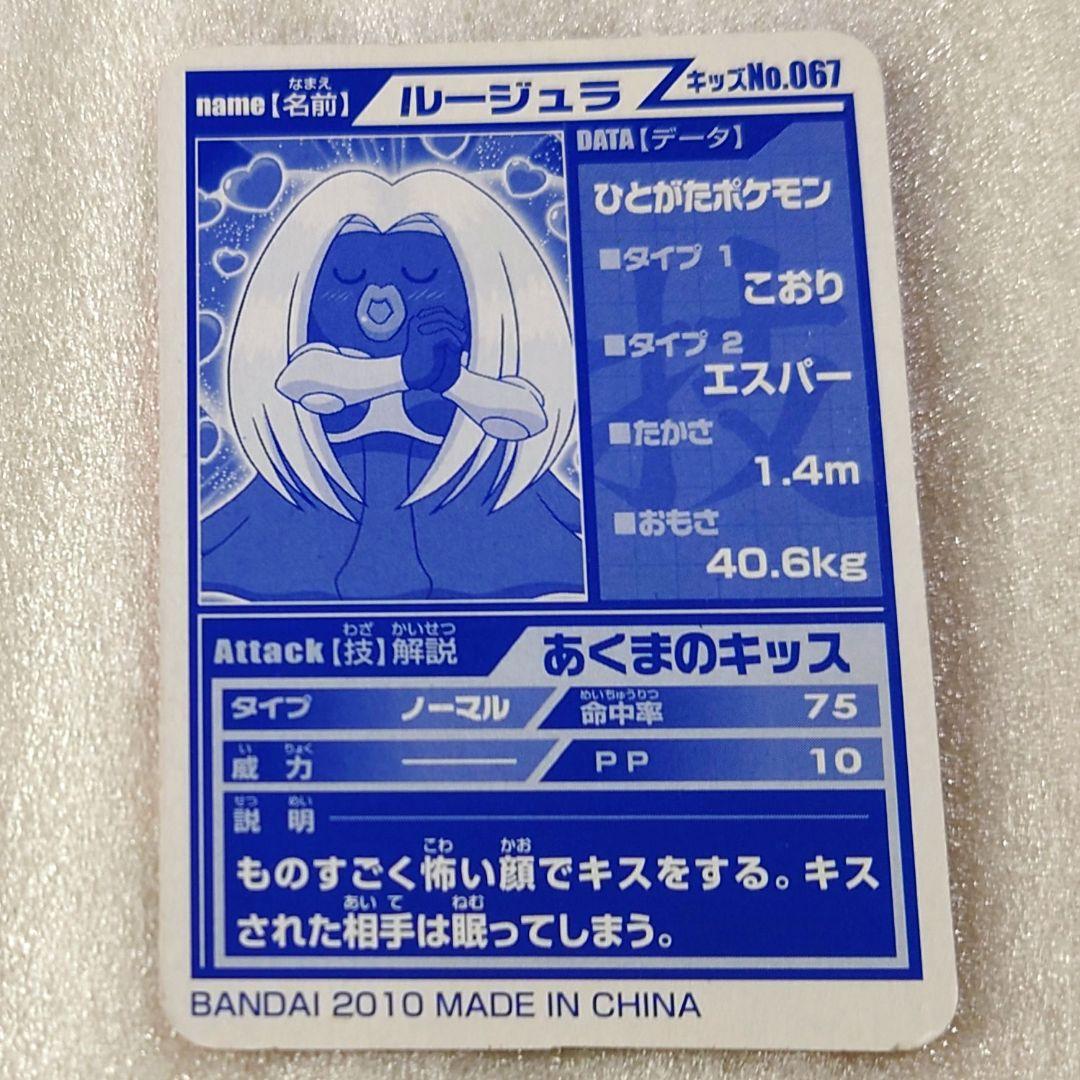 name【名前】 ルージュラ キッズNo.067
なまえ
DATA【データ】
ひとがたポケモン
■タイプ 1
こおり
■タイプ 2
エスパー
■たかさ
1.4m
■おもさ
40.6kg
技
わざ かいせつ
Attack【技】解説 あくまのキッス
めいちゅうりつ
タイプ ノーマル 命中率 75
い りょく
威力 ― PP 10
せつ めい
説明
こわ かお
ものすごく怖い顔でキスをする。キス
あいて ねむ
された相手は眠ってしまう。
BANDAI 2010 MADE IN CHINA